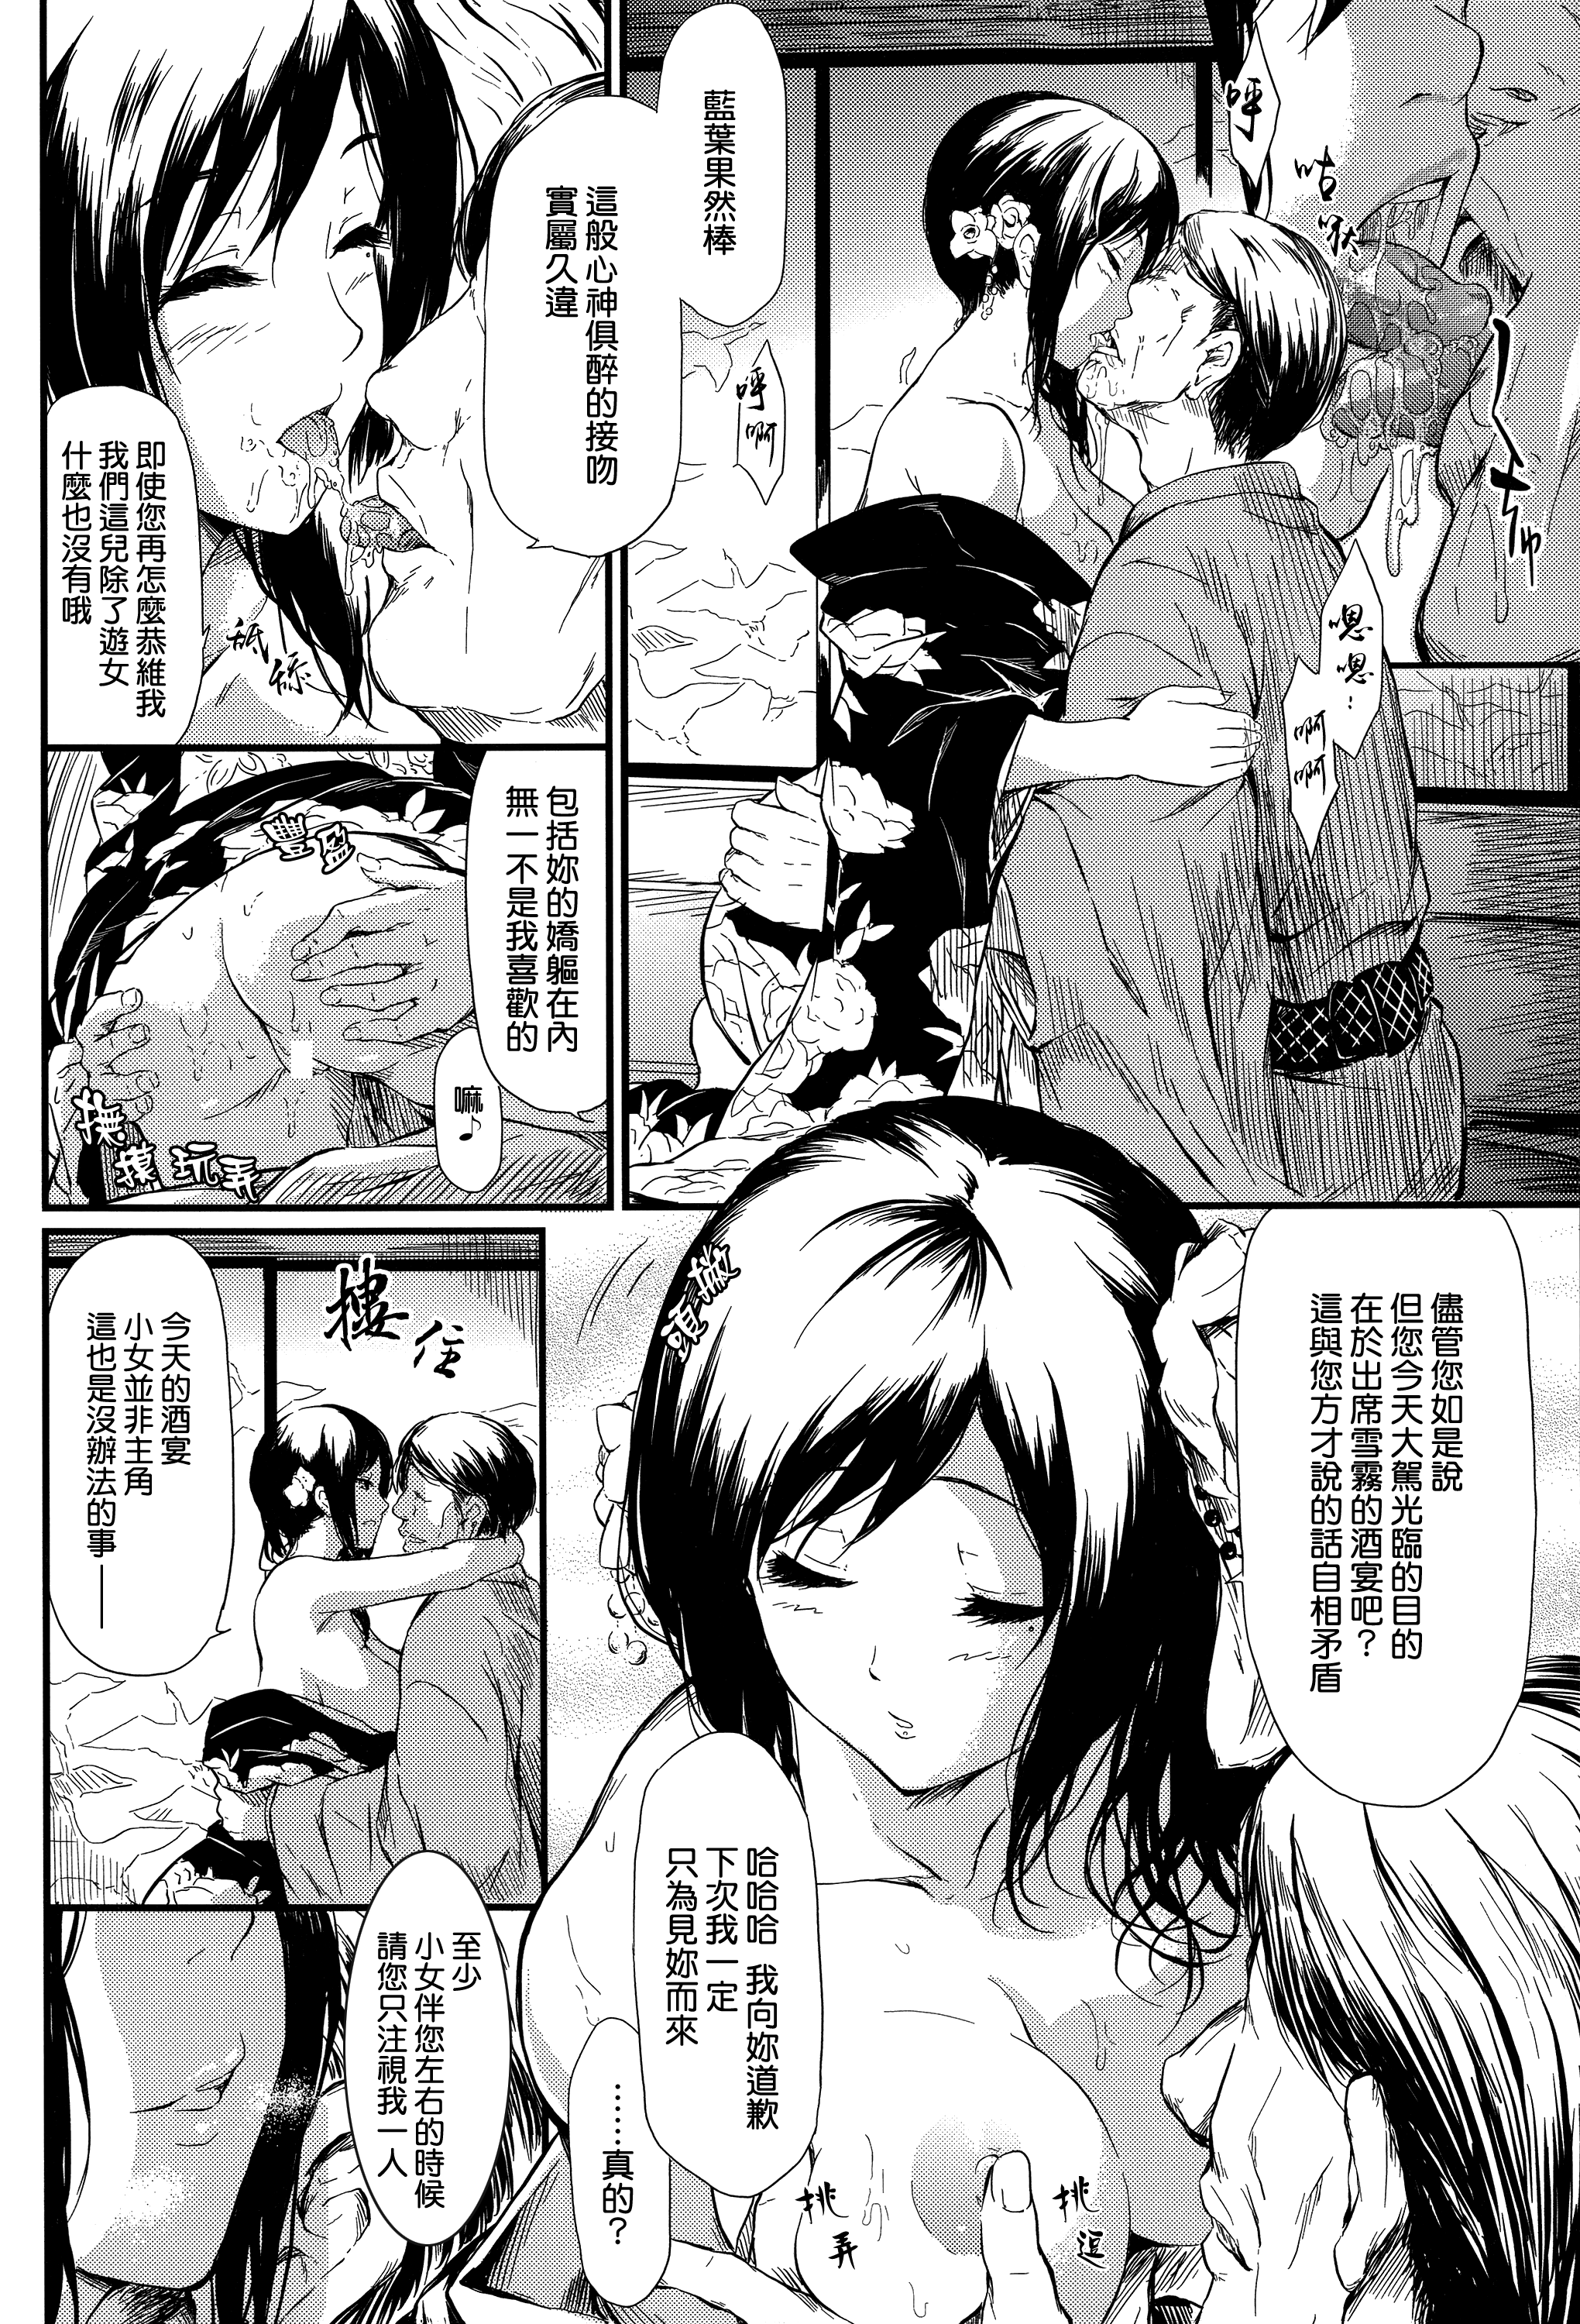 呼
咕啾
藍葉果然棒
這般心神俱醉的接吻
實屬久違
呼啊
嗯嗯…
啊啊
即使您再怎麼恭維我
我們這兒除了遊女
什麼也沒有哦
舐舔
包括妳的嬌軀在內
無一不是我喜歡的
豐盈
嘛♪
撫摸玩弄
儘管您如是說
但您今天大駕光臨的目的
在於出席雪霧的酒宴吧?
這與您方才說的話自相矛盾
哈哈哈 我向妳道歉
下次我一定
只為見妳而來
……真的?
挑逗
挑弄
摟住
今天的酒宴
小女並非主角
這也是沒辦法的事──
至少
小女伴您左右的時候
請您只注視我一人